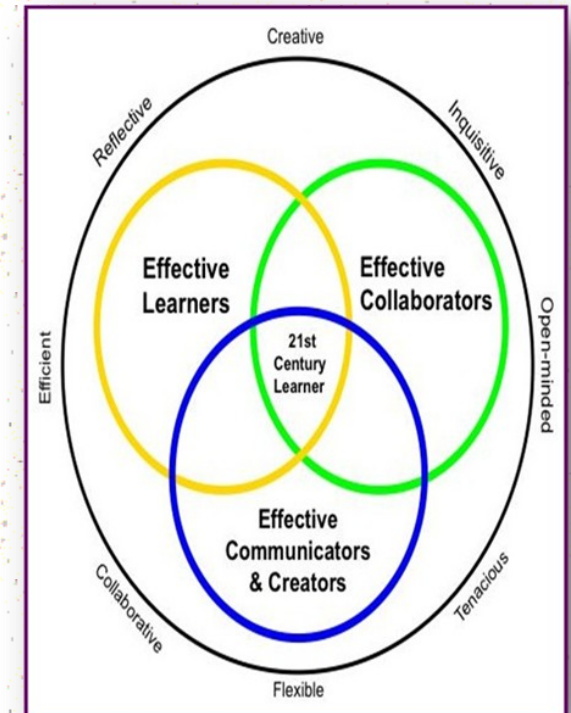 Creative
Reflective
Inquisitive
Effective
Learners
Effective
Collaborators
21st
Century
Learner
Efficient
Open-minded
Effective
Communicators
& Creators
Collaborative
Tenacious
Flexible